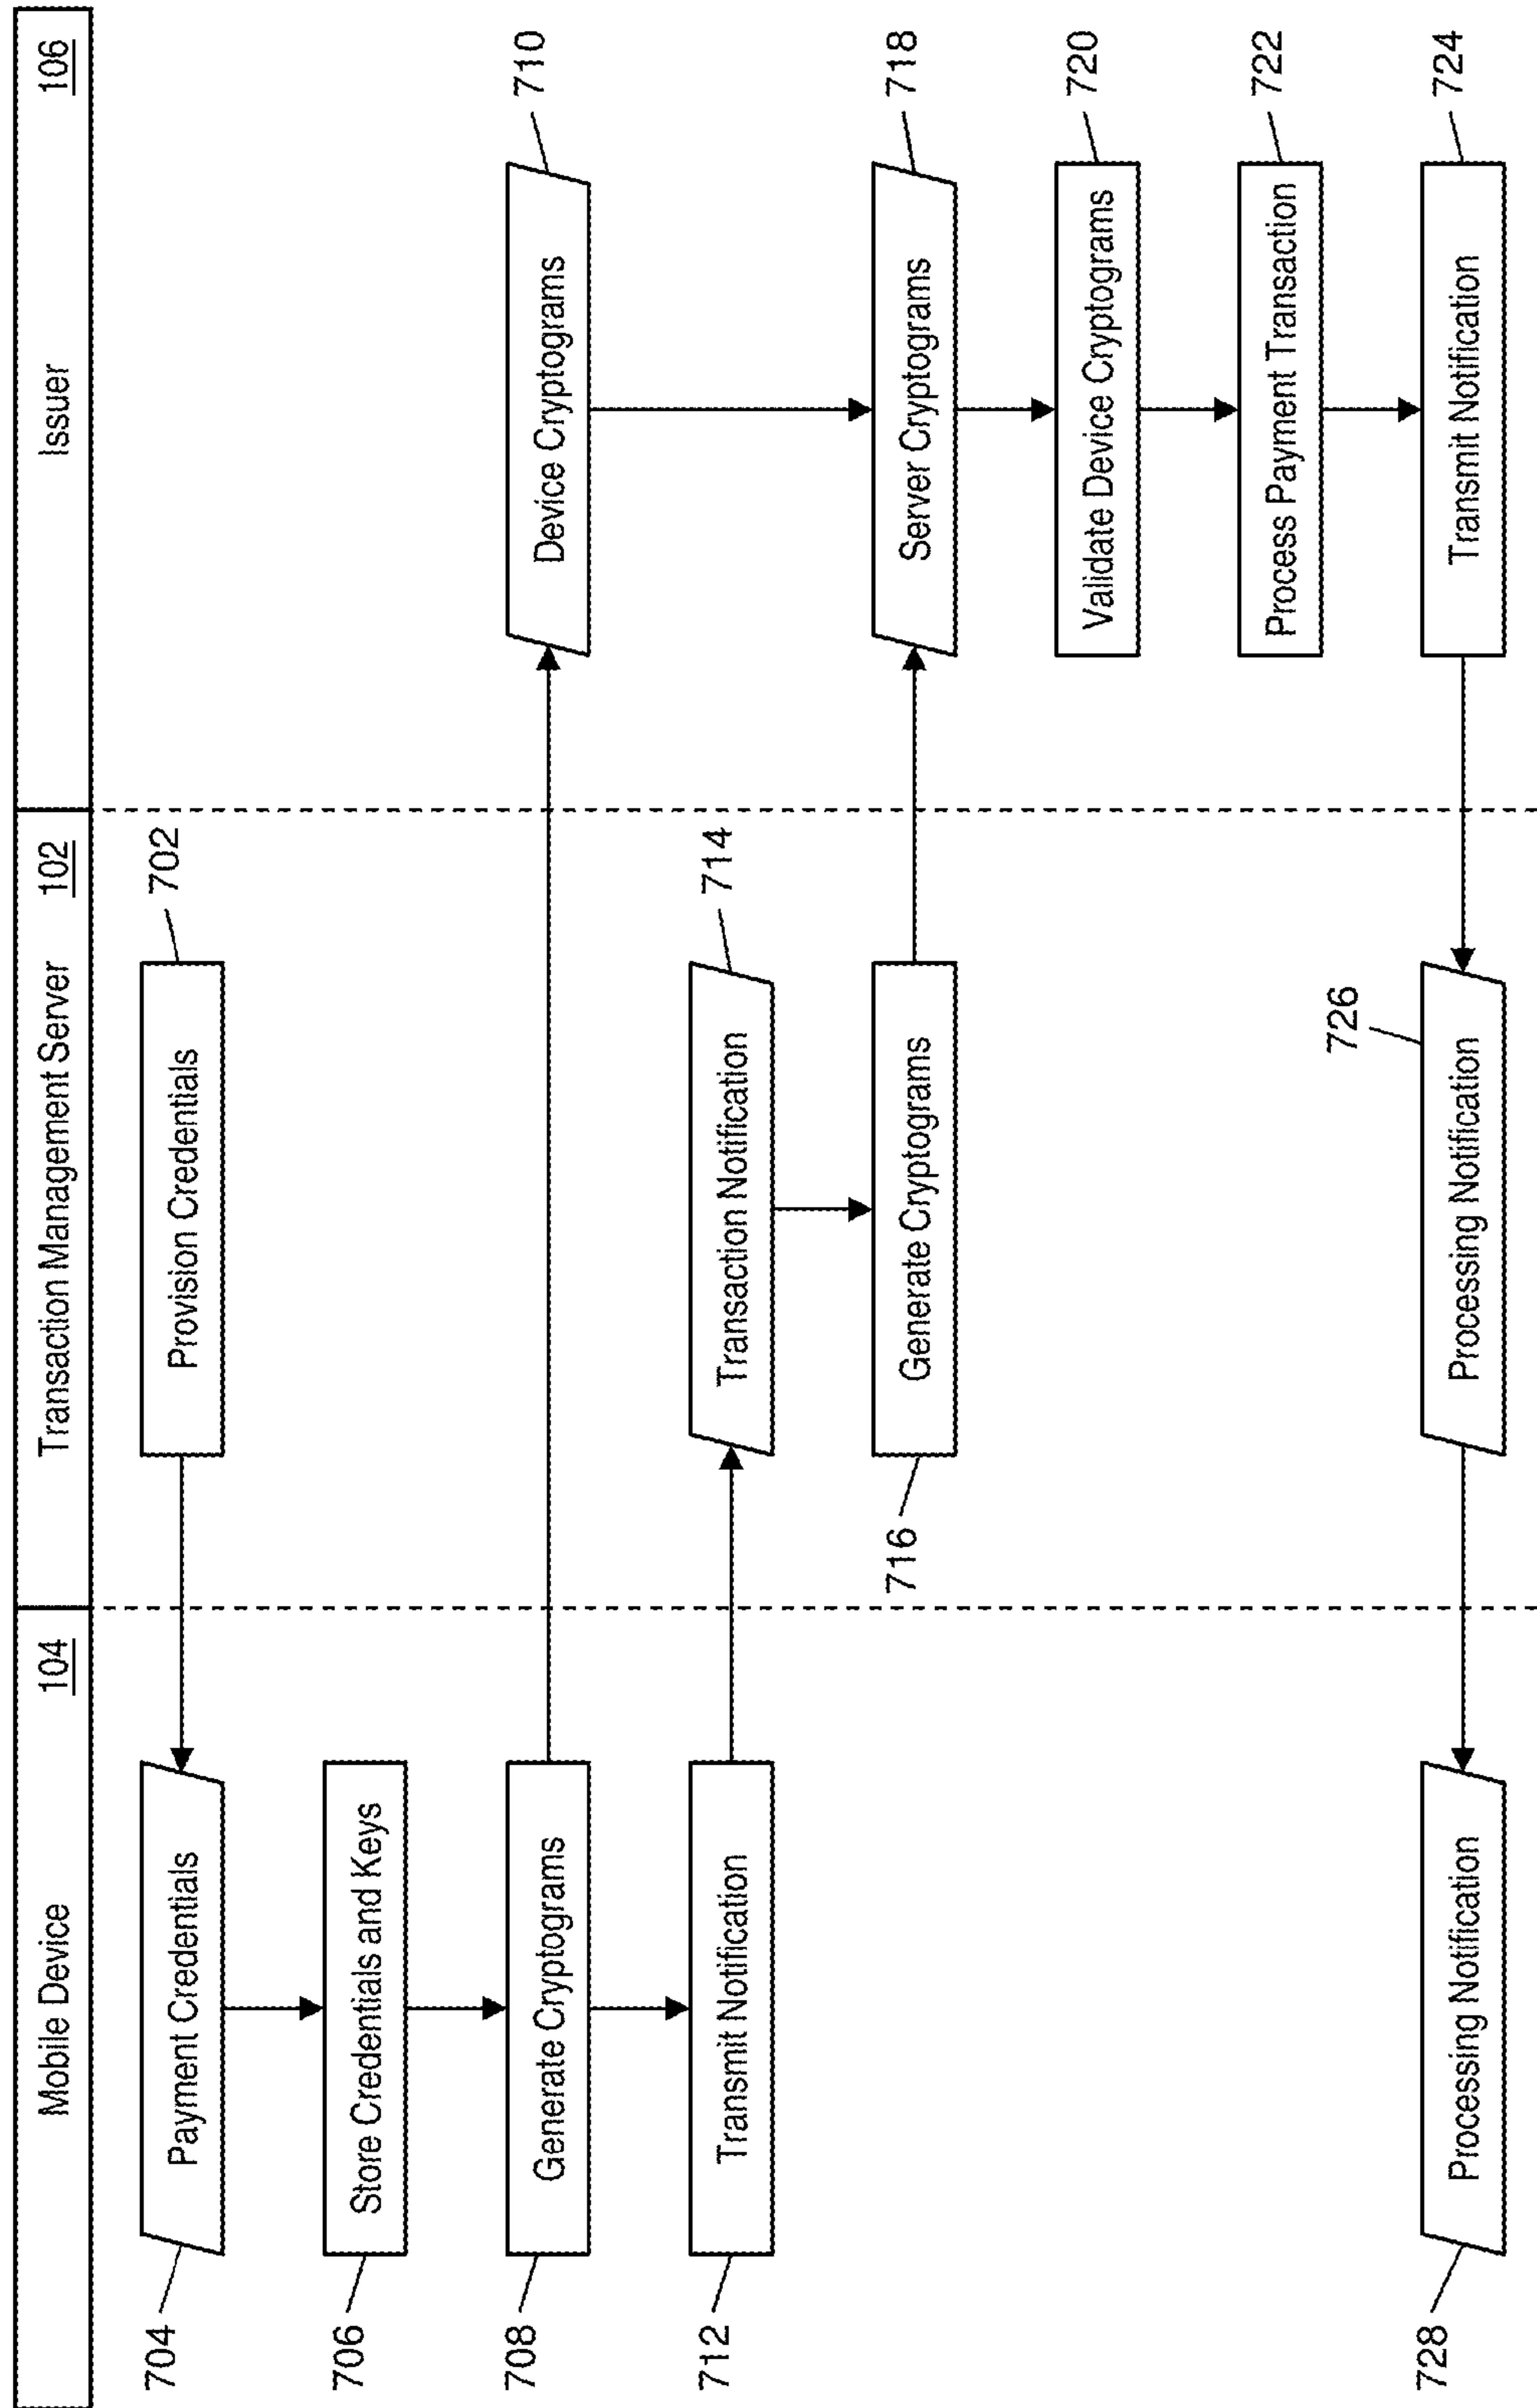 Mobile Device 104
Transaction Management Server 102
Issuer 106
Provision Credentials 702
704 Payment Credentials
706 Store Credentials and Keys
708 Generate Cryptograms
Device Cryptograms 710
712 Transmit Notification
Transaction Notification 714
716 Generate Cryptograms
Server Cryptograms 718
Validate Device Cryptograms 720
Process Payment Transaction 722
Transmit Notification 724
Processing Notification 726
728 Processing Notification